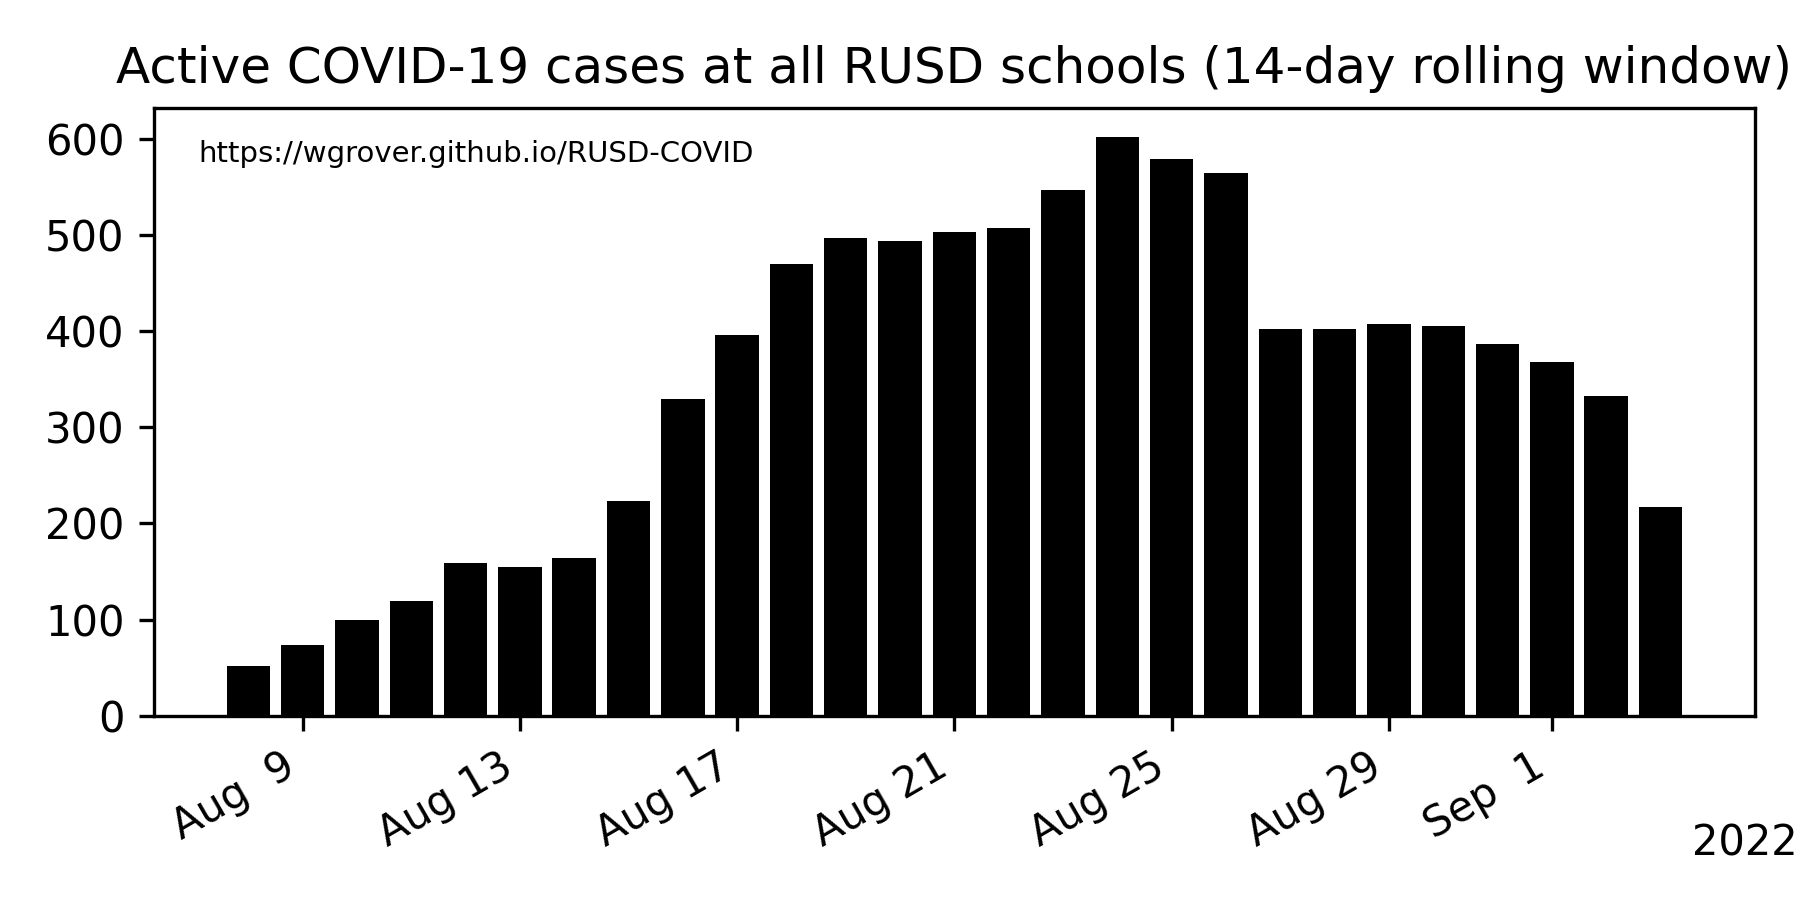 Active COVID-19 cases at all RUSD schools (14-day rolling window)
https://wgrover.github.io/RUSD-COVID
600
500
400
300
200
100
0
Aug 9
Aug 13
Aug 17
Aug 21
Aug 25
Aug 29
Sep 1
2022